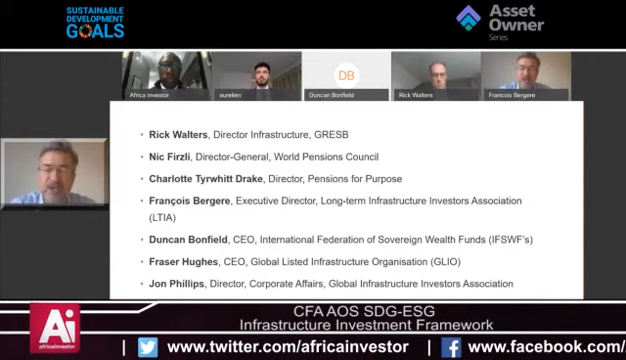 SUSTAINABLE
DEVELOPMENT
GOALS
Asset
Owner
Series
Africa investor
aurelien
DB
Duncan Bonfield
Rick Walters
Francois Bergere
• Rick Walters, Director Infrastructure, GRESB
• Nic Firzli, Director-General, World Pensions Council
• Charlotte Tyrwhitt Drake, Director, Pensions for Purpose
• François Bergere, Executive Director, Long-term Infrastructure Investors Association
(LTIA)
• Duncan Bonfield, CEO, International Federation of Sovereign Wealth Funds (IFSWF's)
• Fraser Hughes, CEO, Global Listed Infrastructure Organisation (GLIO)
• Jon Phillips, Director, Corporate Affairs, Global Infrastructure Investors Association
Ai
africainvestor
CFA AOS SDG-ESG
Infrastructure Investment Framework
www.twitter.com/africainvestor
www.facebook.com/